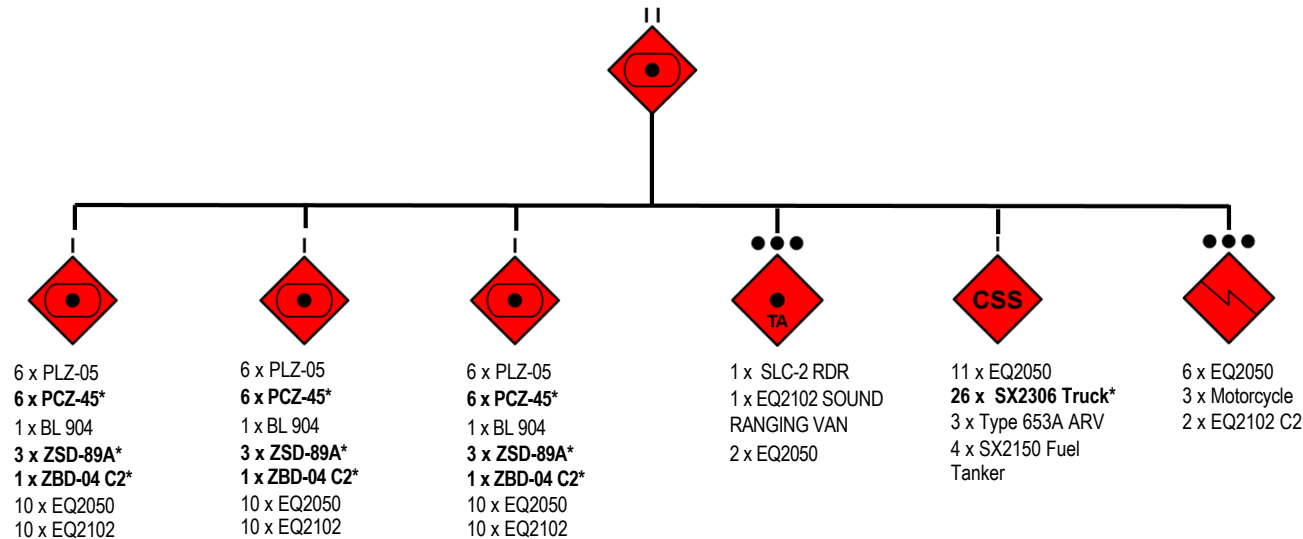 TA
CSS
6 x PLZ-05
6 x PCZ-45*
1 x BL 904
3 x ZSD-89A*
1 x ZBD-04 C2*
10 x EQ2050
10 x EQ2102
6 x PLZ-05
6 x PCZ-45*
1 x BL 904
3 x ZSD-89A*
1 x ZBD-04 C2*
10 x EQ2050
10 x EQ2102
6 x PLZ-05
6 x PCZ-45*
1 x BL 904
3 x ZSD-89A*
1 x ZBD-04 C2*
10 x EQ2050
10 x EQ2102
1 x SLC-2 RDR
1 x EQ2102 SOUND
RANGING VAN
2 x EQ2050
11 x EQ2050
26 x SX2306 Truck*
3 x Type 653A ARV
4 x SX2150 Fuel
Tanker
6 x EQ2050
3 x Motorcycle
2 x EQ2102 C2